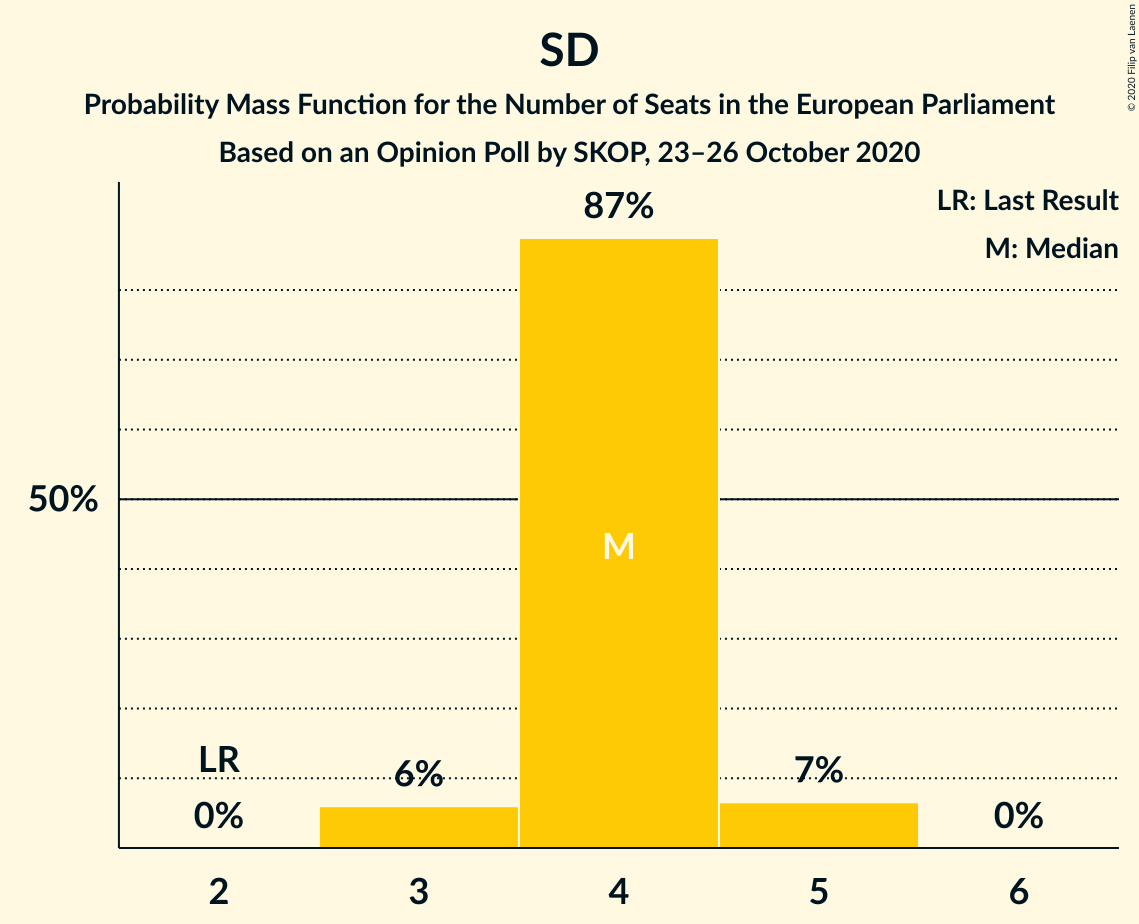 SD
Probability Mass Function for the Number of Seats in the European Parliament
Based on an Opinion Poll by SKOP, 23–26 October 2020
© 2020 Filip van Laenen
LR: Last Result
M: Median
87%
50%
M
LR
0%
6%
7%
0%
2 3 4 5 6